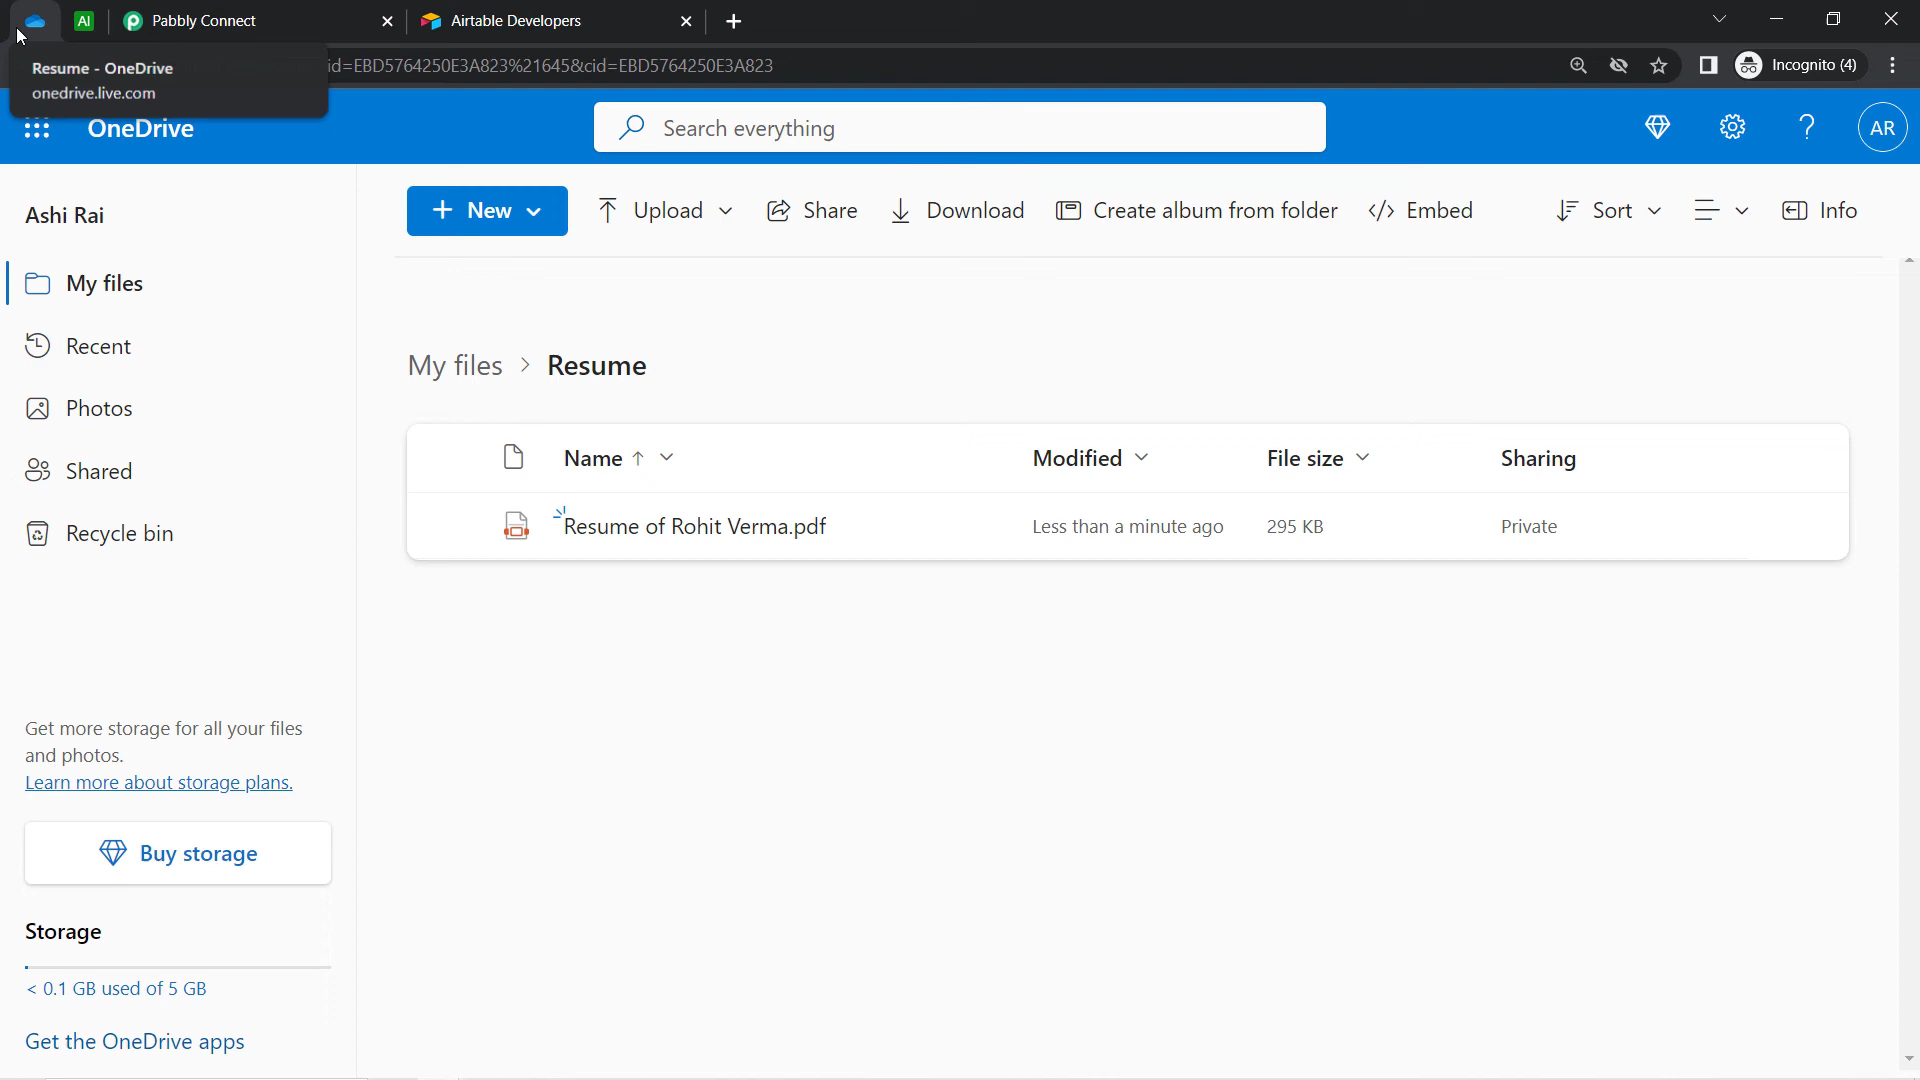 AI
Pabbly Connect
Airtable Developers
Resume - OneDrive
onedrive.live.com
id=EBD5764250E3A823%21645&cid=EBD5764250E3A823
Incognito (4)
OneDrive
Search everything
?
AR
Ashi Rai
My files
Recent
Photos
Shared
Recycle bin
Get more storage for all your files
and photos.
Learn more about storage plans.
Buy storage
Storage
< 0.1 GB used of 5 GB
Get the OneDrive apps
+ New
Upload
Share
Download
Create album from folder
</> Embed
Sort
Info
My files > Resume
Name ↑ Modified File size Sharing
Resume of Rohit Verma.pdf Less than a minute ago 295 KB Private